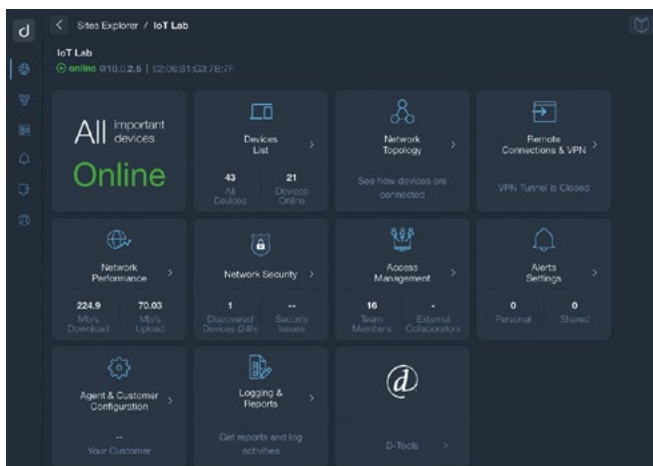 d
Sites Explorer / IoT Lab
IoT Lab
online @10.0.2.5 | 02:06:B1:G3:7B:7F
All important
devices
Online
Devices
List
43
All
Devices
21
Devices
Online
Network
Topology
See how devices are
connected
Remote
Connections & VPN
VPN Tunnel is Closed
Network
Performance
224.9
Mb/s
Download
70.03
Mb/s
Upload
Network Security
1
Discovered
Devices (24h)
--
Security
Issues
Access
Management
16
Team
Members
-
External
Collaborators
Alerts
Settings
0
Personal
0
Shared
Agent & Customer
Configuration
--
Your Customer
Logging &
Reports
Get reports and log
activities
d
D-Tools